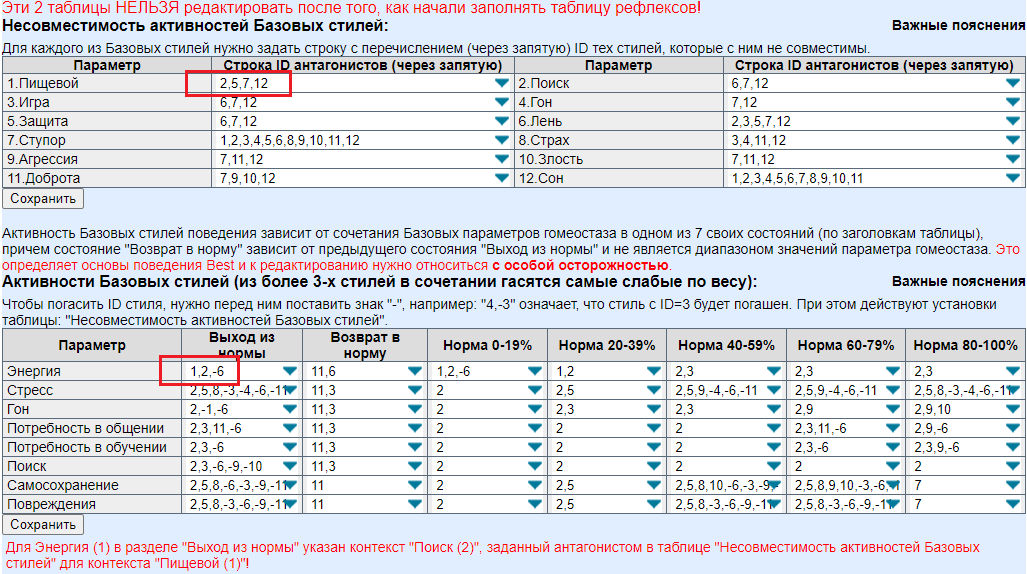 Эти 2 таблицы НЕЛЬЗЯ редактировать после того, как начали заполнять таблицу рефлексов!
Несовместимость активностей Базовых стилей: Важные пояснения
Для каждого из Базовых стилей нужно задать строку с перечислением (через запятую) ID тех стилей, которые с ним не совместимы.
Параметр Строка ID антагонистов (через запятую) Параметр Строка ID антагонистов (через запятую)
1.Пищевой 2,5,7,12 2.Поиск 6,7,12
3.Игра 6,7,12 4.Гон 7,12
5.Защита 6,7,12 6.Лень 2,3,5,7,12
7.Ступор 1,2,3,4,5,6,8,9,10,11,12 8.Страх 3,4,11,12
9.Агрессия 7,11,12 10.Злость 7,11,12
11.Доброта 7,9,10,12 12.Сон 1,2,3,4,5,6,7,8,9,10,11
Сохранить
Активность Базовых стилей поведения зависит от сочетания Базовых параметров гомеостаза в одном из 7 своих состояний (по заголовкам таблицы),
причем состояние "Возврат в норму" зависит от предыдущего состояния "Выход из нормы" и не является диапазоном значений параметра гомеостаза. Это
определяет основы поведения Best и к редактированию нужно относиться с особой осторожностью.
Активности Базовых стилей (из более 3-х стилей в сочетании гасятся самые слабые по весу): Важные пояснения
Чтобы погасить ID стиля, нужно перед ним поставить знак "-", например: "4,-3" означает, что стиль с ID=3 будет погашен. При этом действуют установки
таблицы: "Несовместимость активностей Базовых стилей".
Параметр Выход из нормы Возврат в норму Норма 0-19% Норма 20-39% Норма 40-59% Норма 60-79% Норма 80-100%
Энергия 1,2,-6 11,6 1,2,-6 1,2 2,3 2,3 2,3
Стресс 2,5,8,-3,-4,-6,-11 11,3 2 2,5 2,5,9,-4,-6,-11 2,5,9,-4,-6,-11 2,5,8,-3,-4,-6,-11
Гон 2,-1,-6 11,3 2 2,3 2,3 2,9 2,9,10
Потребность в общении 2,3,11,-6 11,3 2 2 2 2,3,11,-6 2,9,-6
Потребность в обучении 2,3,-6 11,3 2 2 2 2,3,-6 2,3,9,-6
Поиск 2,3,-6,-9,-10 11,3 2 2 2 2 2
Самосохранение 2,5,8,-6,-3,-9,-11 11 2 2,5 2,5,8,10,-6,-3,-9,- 2,5,8,9,10,-3,-6, 7
Повреждения 2,5,8,-3,-6,-9,-11 11 2 2,5 2,5,8,-3,-6,-9,-11 2,5,8,-3,-6,-9,-11 7
Сохранить
Для Энергия (1) в разделе "Выход из нормы" указан контекст "Поиск (2)", заданный антагонистом в таблице "Несовместимость активностей Базовых
стилей" для контекста "Пищевой (1)"!